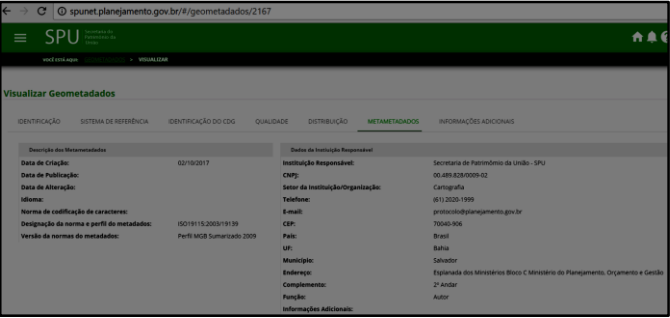 spunet.planejamento.gov.br/#/geometadados/2167
SPU Secretaria do
Patrimônio da
União
VOCÊ ESTÁ AQUI: GEOMETADADOS > VISUALIZAR
Visualizar Geometadados
IDENTIFICAÇÃO SISTEMA DE REFERÊNCIA IDENTIFICAÇÃO DO CDG QUALIDADE DISTRIBUIÇÃO METAMETADADOS INFORMAÇÕES ADICIONAIS
Descrição dos Metametadados Dados da Instituição Responsável
Data de Criação: 02/10/2017 Instituição Responsável: Secretaria de Patrimônio da União - SPU
Data de Publicação: CNPJ: 00.489.828/0009-02
Data de Alteração: Setor da Instituição/Organização: Cartografia
Idioma: Telefone: (61) 2020-1999
Norma de codificação de caracteres: E-mail: protocolo@planejamento.gov.br
Designação da norma e perfil do metadados: ISO19115:2003/19139 CEP: 70040-906
Versão da normas do metadados: Perfil MGB Sumarizado 2009 País: Brasil
UF: Bahia
Município: Salvador
Endereço: Esplanada dos Ministérios Bloco C Ministério do Planejamento, Orçamento e Gestão
Complemento: 2º Andar
Função: Autor
Informações Adicionais: